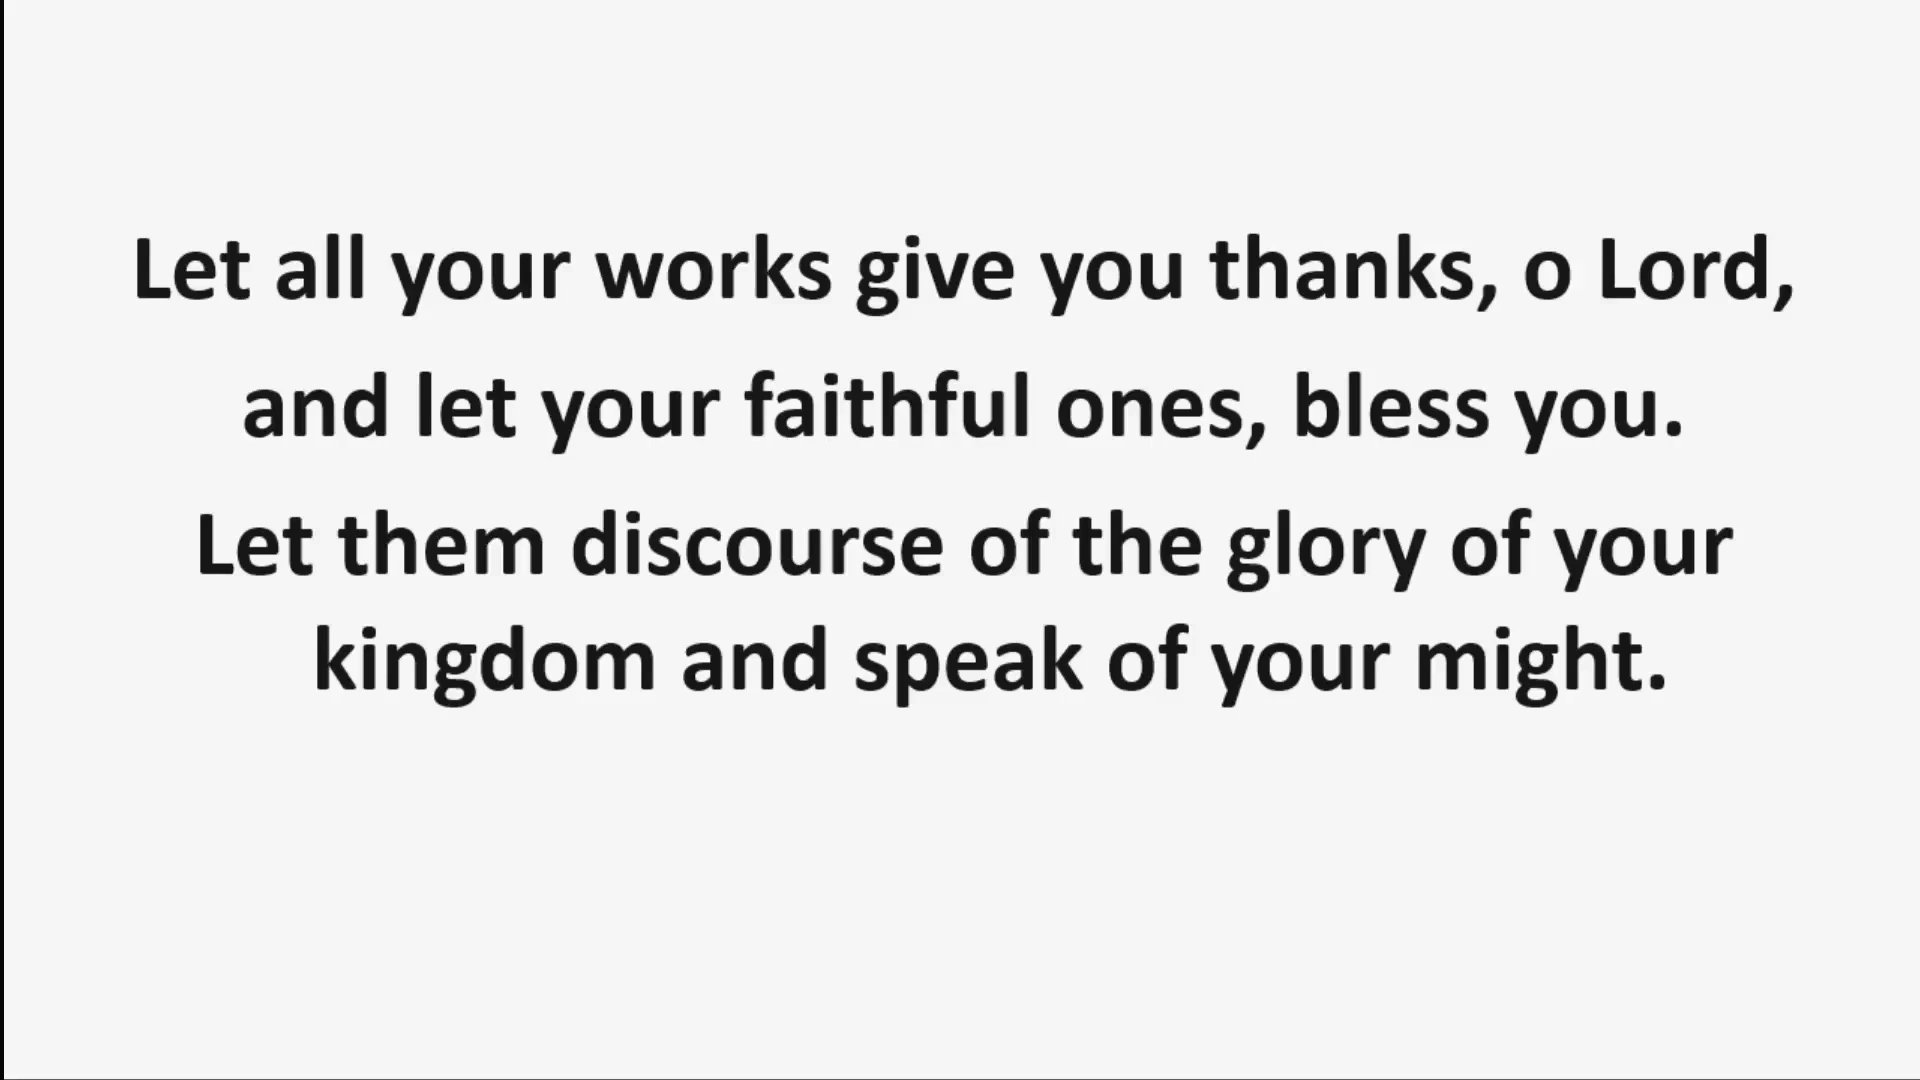 Let all your works give you thanks, o Lord,
and let your faithful ones, bless you.
Let them discourse of the glory of your
kingdom and speak of your might.